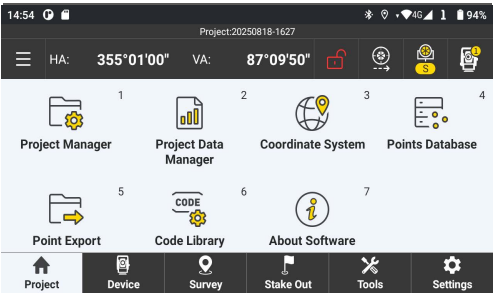 14:54 4G 1 94%
Project:20250818-1627
HA: 355°01'00" VA: 87°09'50" S 1
1 2 3 4
Project Manager Project Data Coordinate System Points Database
Manager
CODE
5 6 7
Point Export Code Library About Software
Project Device Survey Stake Out Tools Settings